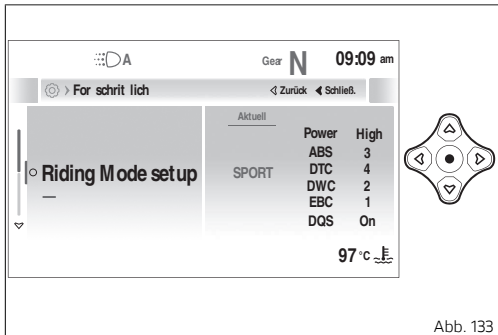 A
Gear N 09:09 am
For schrit lich
Zurück Schließ.
Aktuell
Riding Mode setup
SPORT
Power High
ABS 3
DTC 4
DWC 2
EBC 1
DQS On
97 °C
Abb. 133